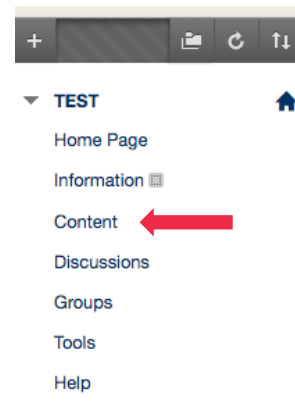 TEST
Home Page
Information
Content
Discussions
Groups
Tools
Help